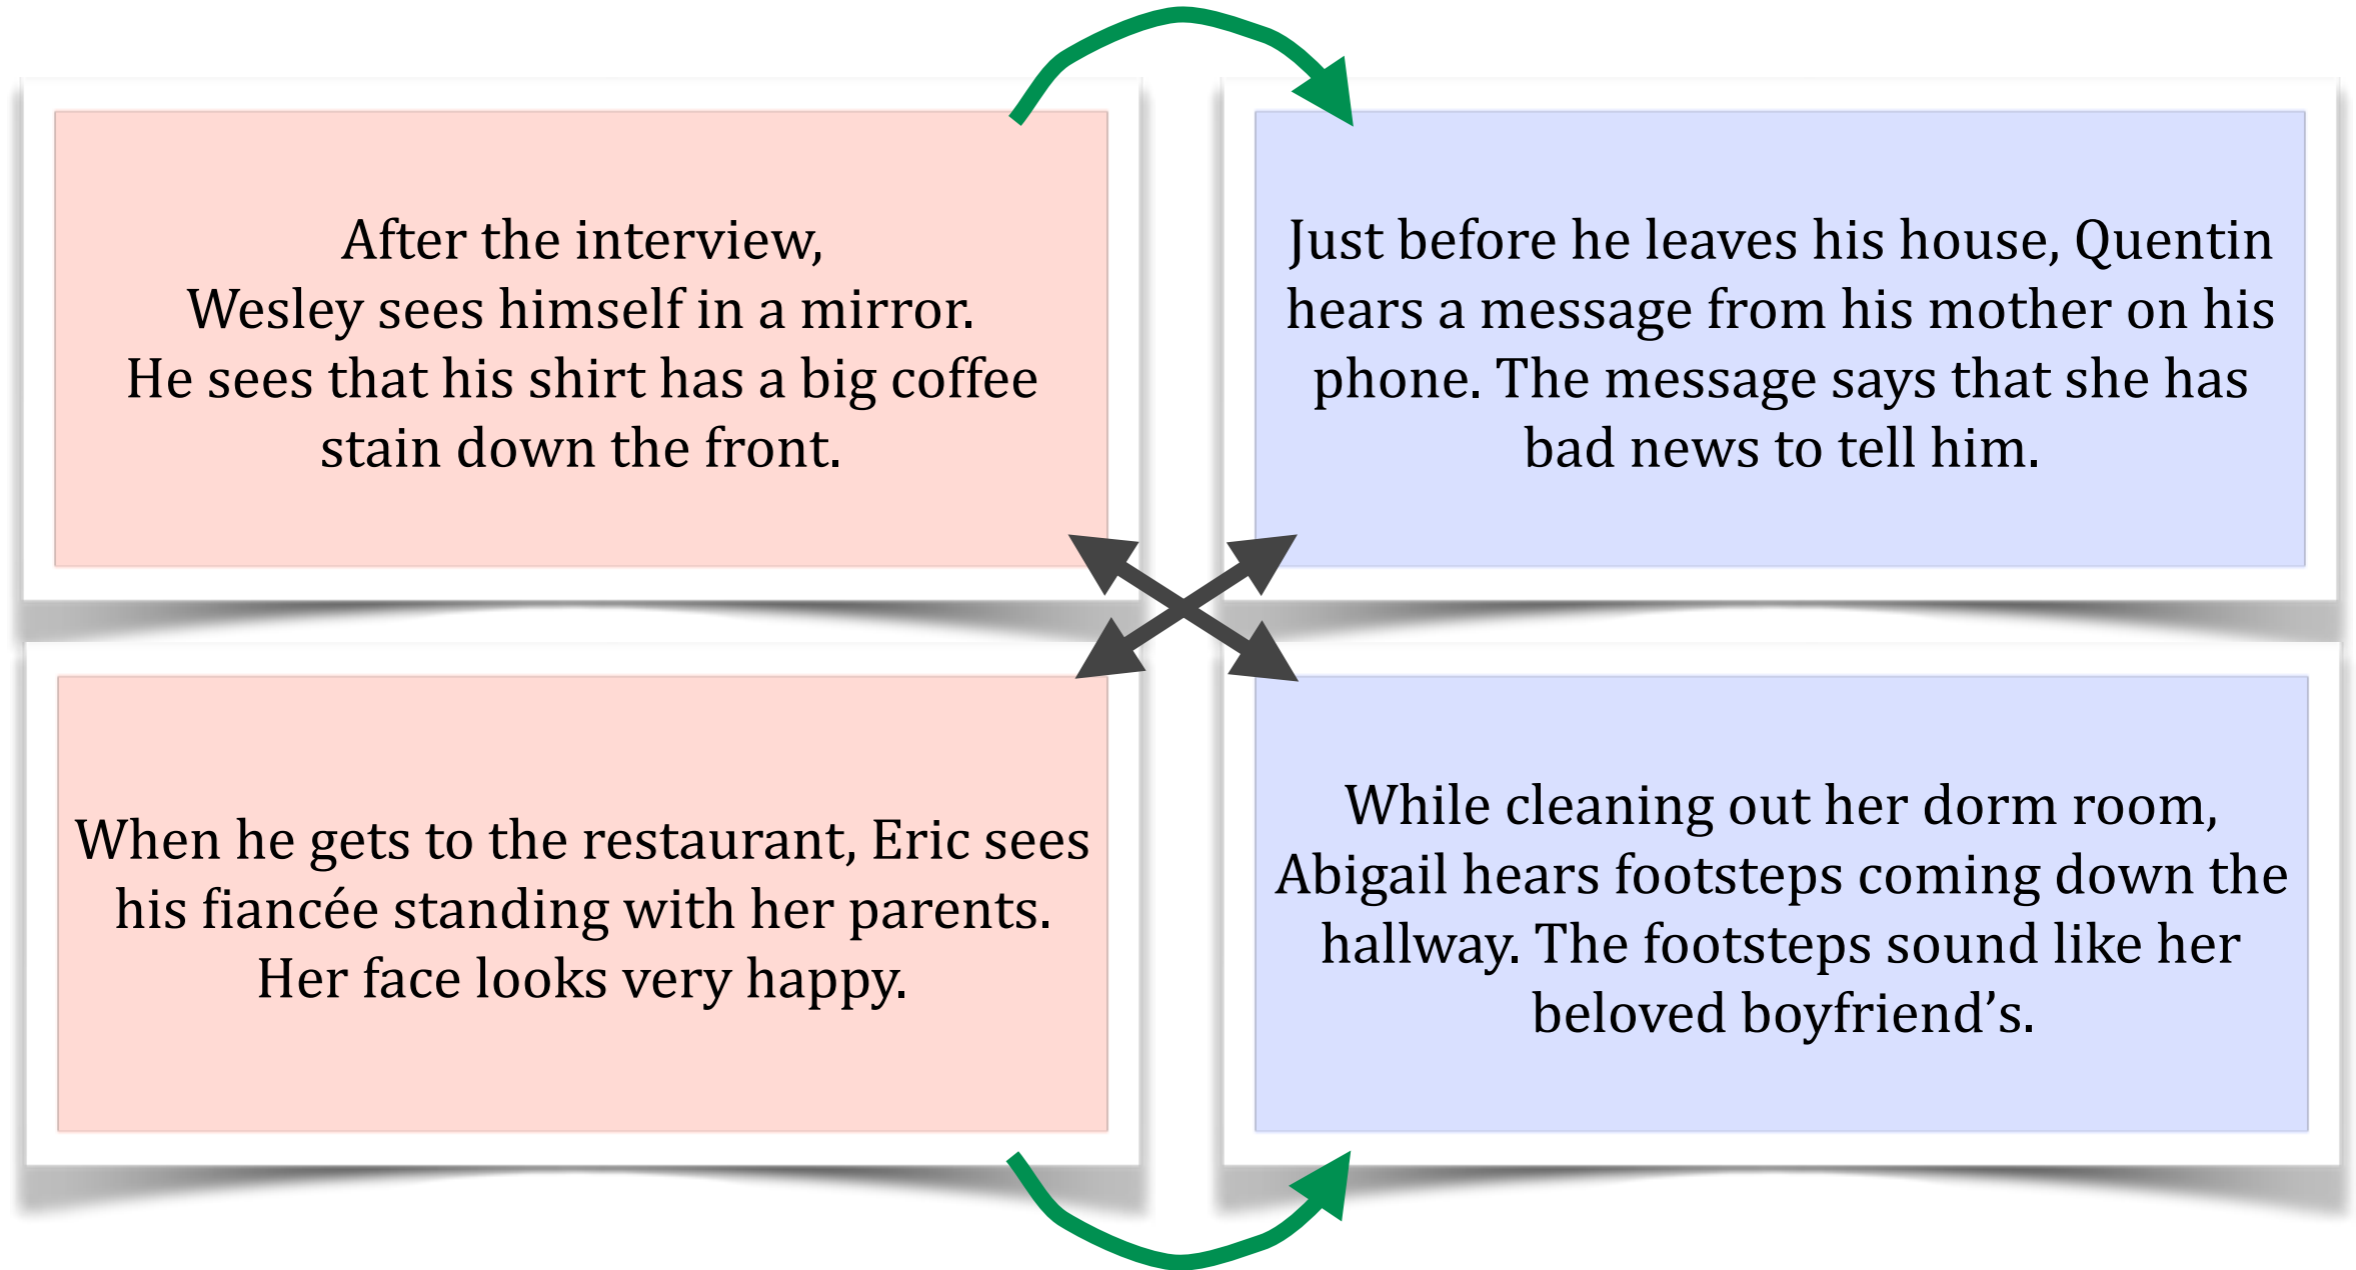 After the interview,
Wesley sees himself in a mirror.
He sees that his shirt has a big coffee
stain down the front.
Just before he leaves his house, Quentin
hears a message from his mother on his
phone. The message says that she has
bad news to tell him.
When he gets to the restaurant, Eric sees
his fiancée standing with her parents.
Her face looks very happy.
While cleaning out her dorm room,
Abigail hears footsteps coming down the
hallway. The footsteps sound like her
beloved boyfriend’s.